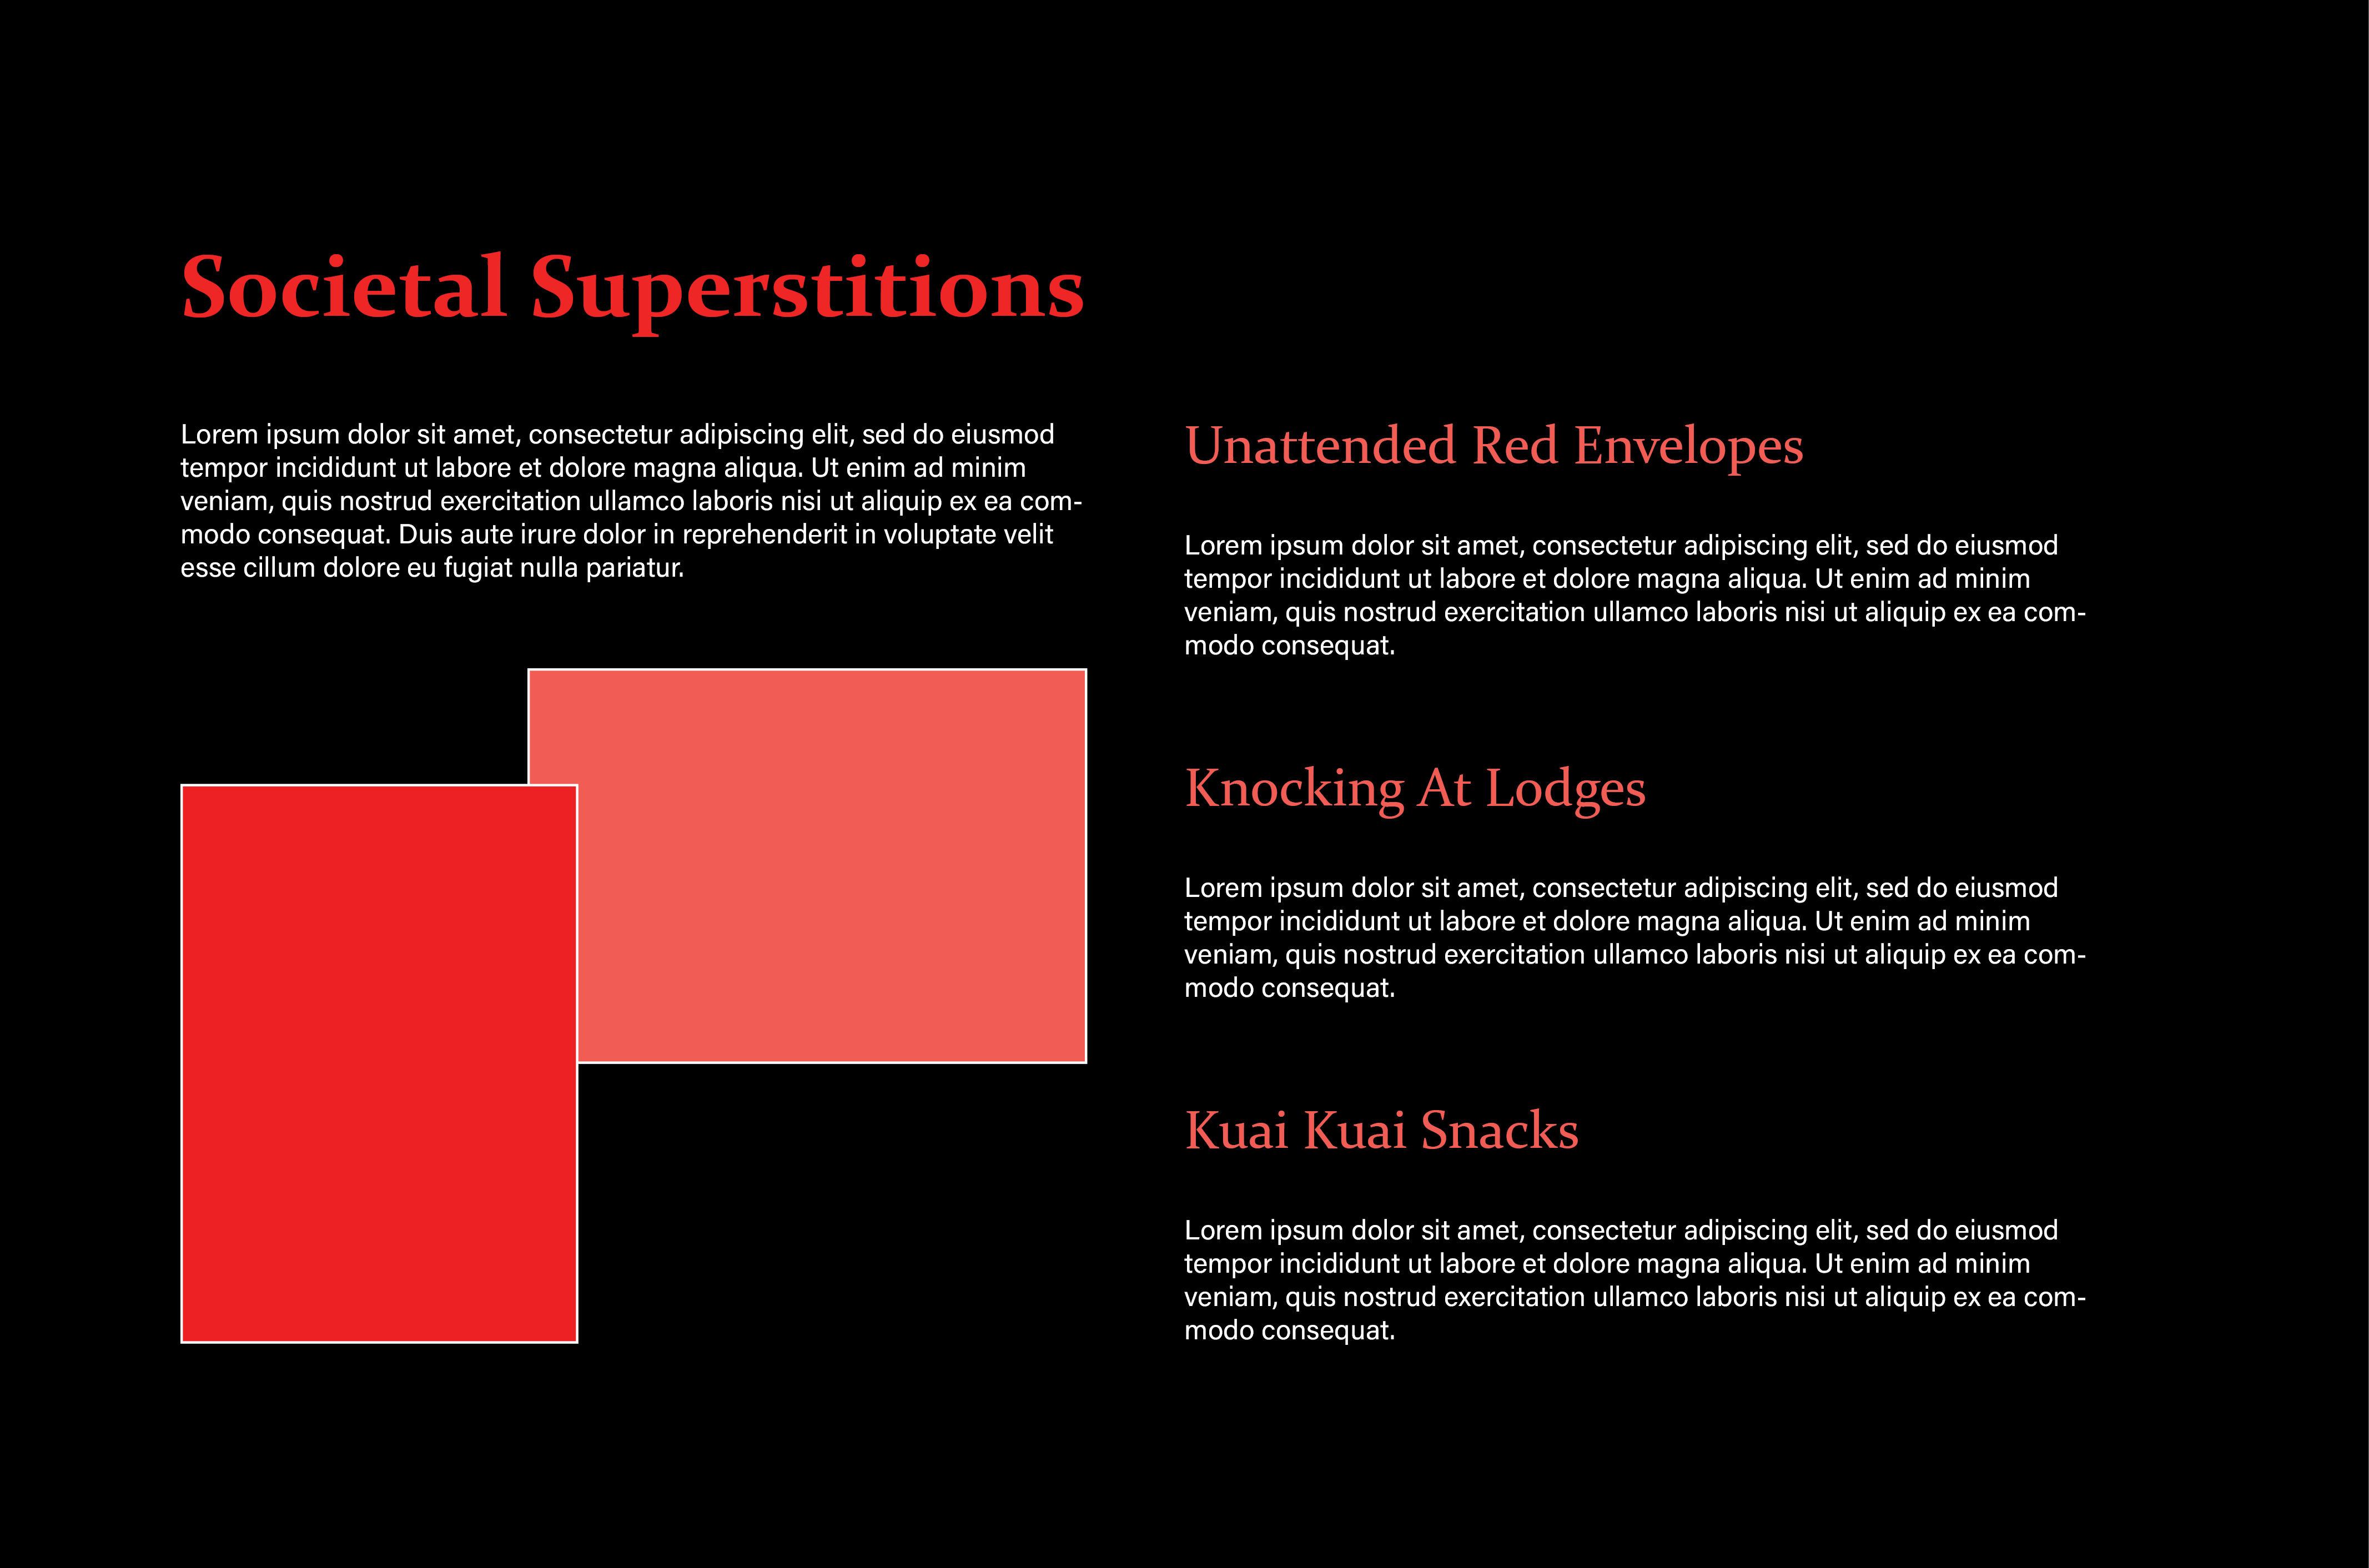 Societal Superstitions
Lorem ipsum dolor sit amet, consectetur adipiscing elit, sed do eiusmod
tempor incididunt ut labore et dolore magna aliqua. Ut enim ad minim
veniam, quis nostrud exercitation ullamco laboris nisi ut aliquip ex ea com-
modo consequat. Duis aute irure dolor in reprehenderit in voluptate velit
esse cillum dolore eu fugiat nulla pariatur.
Unattended Red Envelopes
Lorem ipsum dolor sit amet, consectetur adipiscing elit, sed do eiusmod
tempor incididunt ut labore et dolore magna aliqua. Ut enim ad minim
veniam, quis nostrud exercitation ullamco laboris nisi ut aliquip ex ea com-
modo consequat.
Knocking At Lodges
Lorem ipsum dolor sit amet, consectetur adipiscing elit, sed do eiusmod
tempor incididunt ut labore et dolore magna aliqua. Ut enim ad minim
veniam, quis nostrud exercitation ullamco laboris nisi ut aliquip ex ea com-
modo consequat.
Kuai Kuai Snacks
Lorem ipsum dolor sit amet, consectetur adipiscing elit, sed do eiusmod
tempor incididunt ut labore et dolore magna aliqua. Ut enim ad minim
veniam, quis nostrud exercitation ullamco laboris nisi ut aliquip ex ea com-
modo consequat.